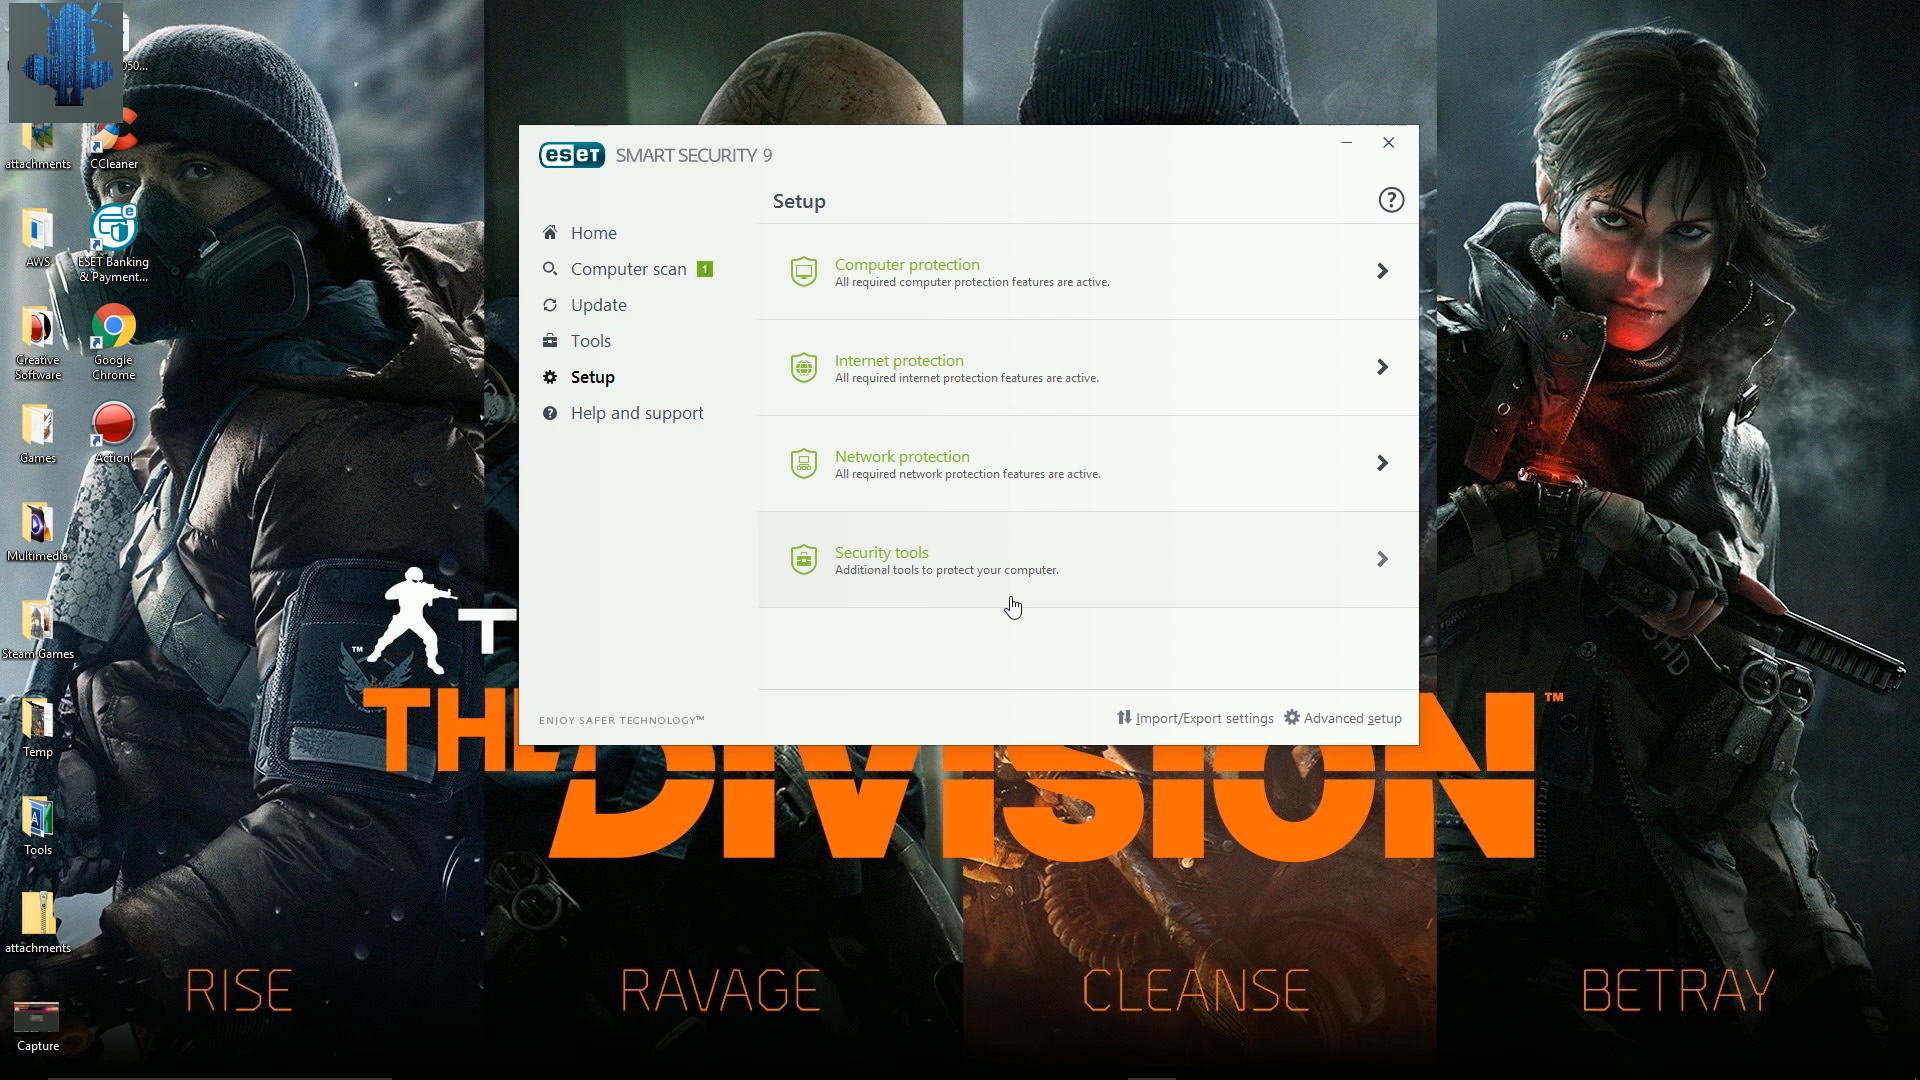 050...
attachments
CCleaner
AWS
ESET Banking
& Payment...
Creative
Software
Google
Chrome
Games
Action!
Multimedia
Steam Games
Temp
Tools
attachments
Capture
eset SMART SECURITY 9
Home
Computer scan 1
Update
Tools
Setup
Help and support
ENJOY SAFER TECHNOLOGY™
Setup
?
Computer protection
All required computer protection features are active.
Internet protection
All required internet protection features are active.
Network protection
All required network protection features are active.
Security tools
Additional tools to protect your computer.
Import/Export settings
Advanced setup
™ T
THE
DIVISION™
SHD
RISE
RAVAGE
CLEANSE
BETRAY